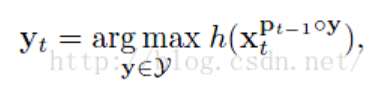 y_t = arg max h(x_t^{p_{t-1}∘y}),
y∈𝒴
http://blog.csdn.net/